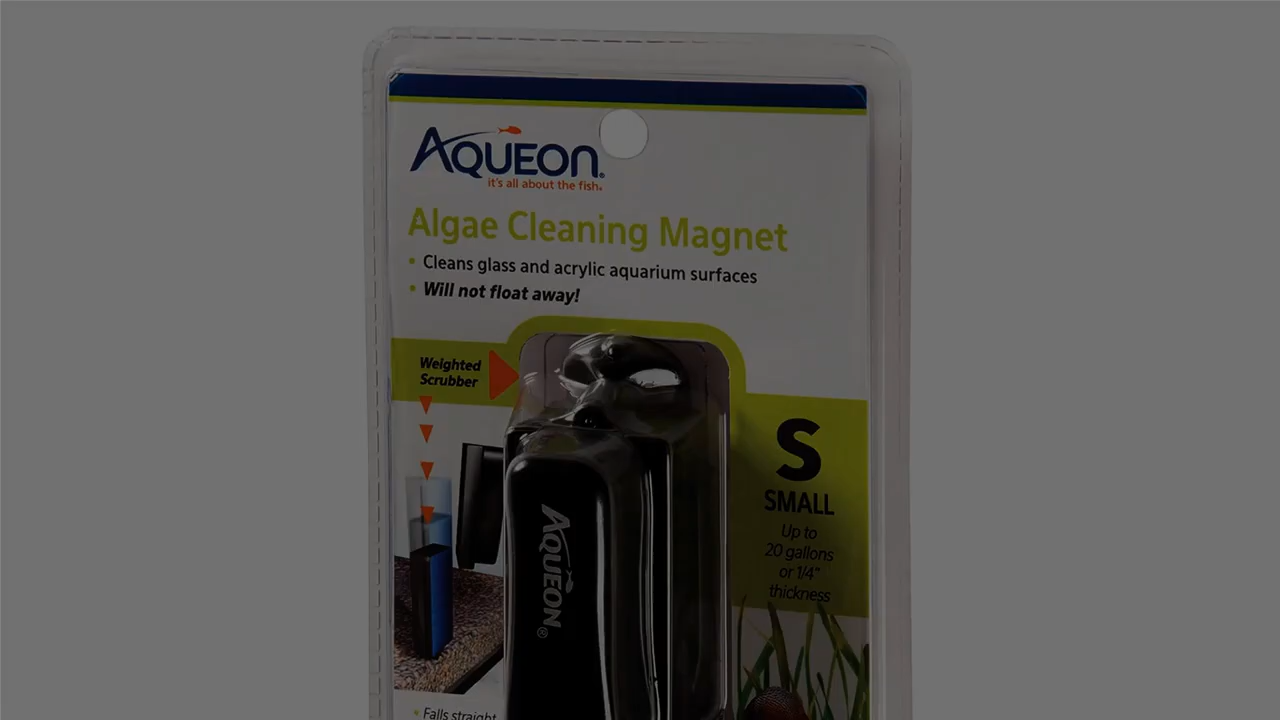 AQUEON®
it's all about the fish.
Algae Cleaning Magnet
• Cleans glass and acrylic aquarium surfaces
• Will not float away!
Weighted
Scrubber
S
SMALL
Up to
20 gallons
or 1/4"
thickness
AQUEON®
• Falls straight